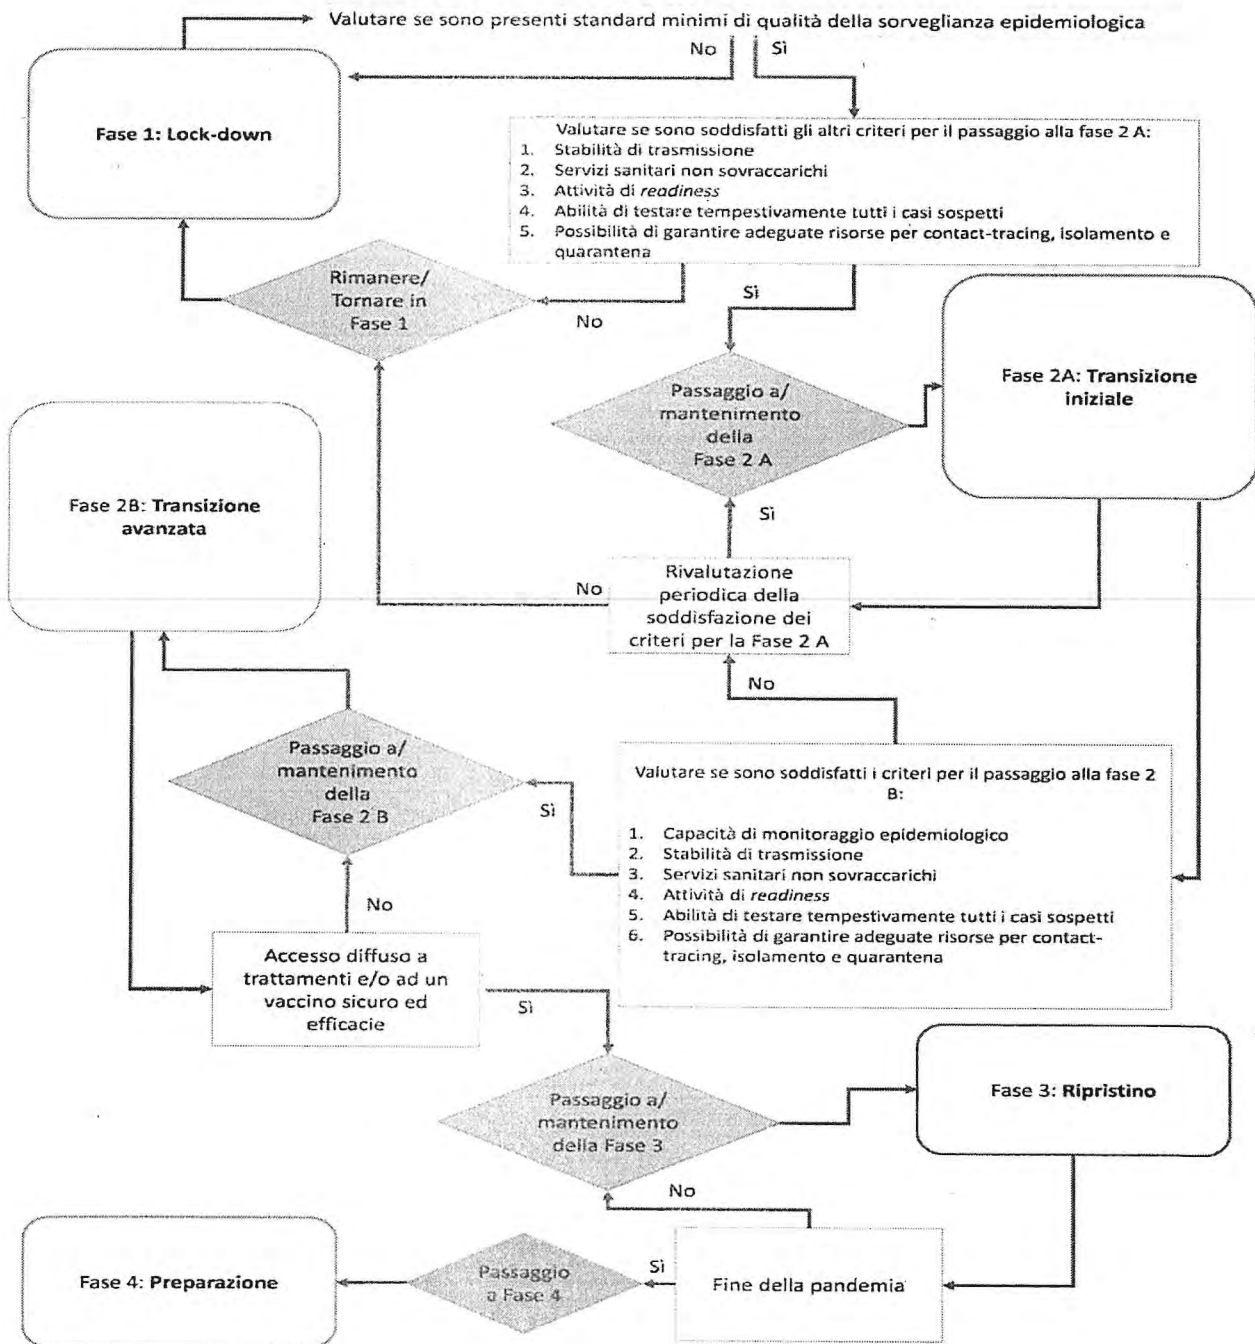 Valutare se sono presenti standard minimi di qualità della sorveglianza epidemiologica
No
Sì
Fase 1: Lock-down
Valutare se sono soddisfatti gli altri criteri per il passaggio alla fase 2 A:
1. Stabilità di trasmissione
2. Servizi sanitari non sovraccarichi
3. Attività di readiness
4. Abilità di testare tempestivamente tutti i casi sospetti
5. Possibilità di garantire adeguate risorse per contact-tracing, isolamento e
quarantena
Rimanere/
Tornare in
Fase 1
No
Sì
Passaggio a/
mantenimento
della
Fase 2 A
Fase 2A: Transizione
iniziale
Fase 2B: Transizione
avanzata
Sì
No
Rivalutazione
periodica della
soddisfazione dei
criteri per la Fase 2 A
No
Passaggio a/
mantenimento
della
Fase 2 B
Sì
Valutare se sono soddisfatti i criteri per il passaggio alla fase 2
B:
1. Capacità di monitoraggio epidemiologico
2. Stabilità di trasmissione
3. Servizi sanitari non sovraccarichi
4. Attività di readiness
5. Abilità di testare tempestivamente tutti i casi sospetti
6. Possibilità di garantire adeguate risorse per contact-
tracing, isolamento e quarantena
No
Accesso diffuso a
trattamenti e/o ad un
vaccino sicuro ed
efficacie
Sì
Passaggio a/
mantenimento
della Fase 3
Fase 3: Ripristino
No
Fase 4: Preparazione
Passaggio
a Fase 4
Sì
Fine della pandemia